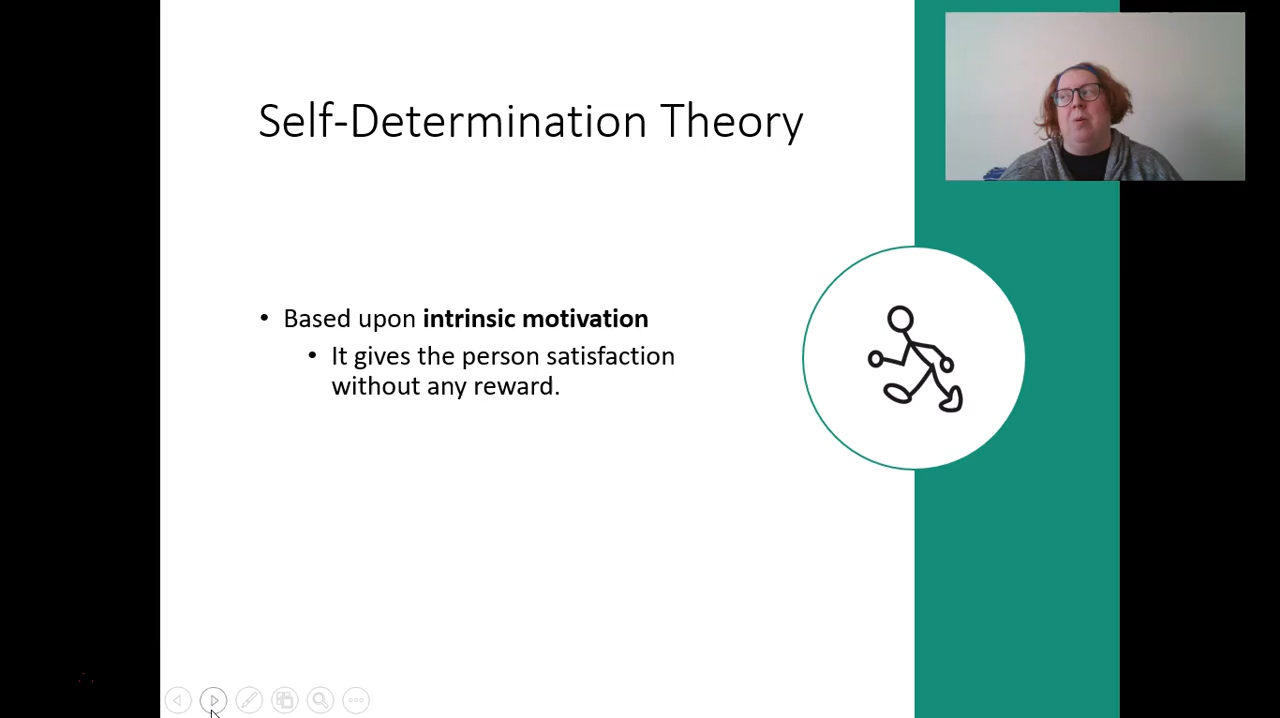 Self-Determination Theory
• Based upon intrinsic motivation
• It gives the person satisfaction
without any reward.